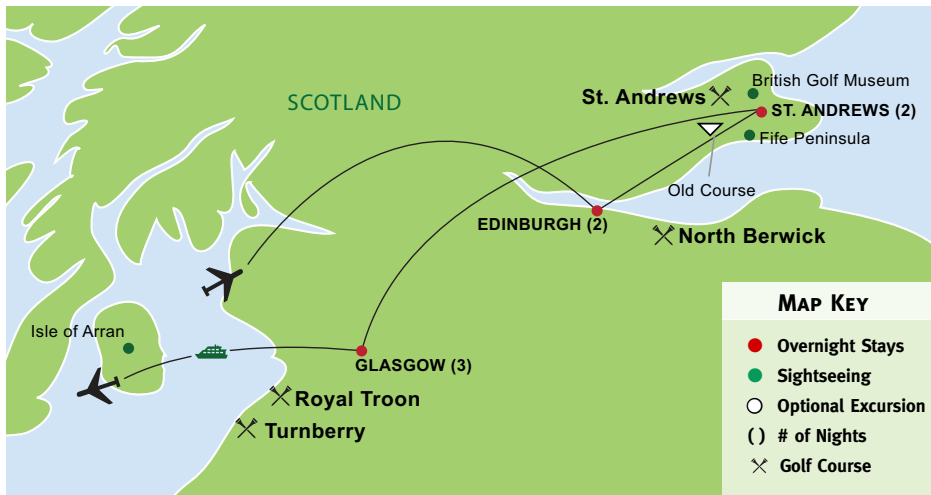 SCOTLAND
British Golf Museum
St. Andrews
ST. ANDREWS (2)
Fife Peninsula
Old Course
EDINBURGH (2)
North Berwick
Isle of Arran
GLASGOW (3)
Royal Troon
Turnberry
MAP KEY
Overnight Stays
Sightseeing
Optional Excursion
( ) # of Nights
Golf Course